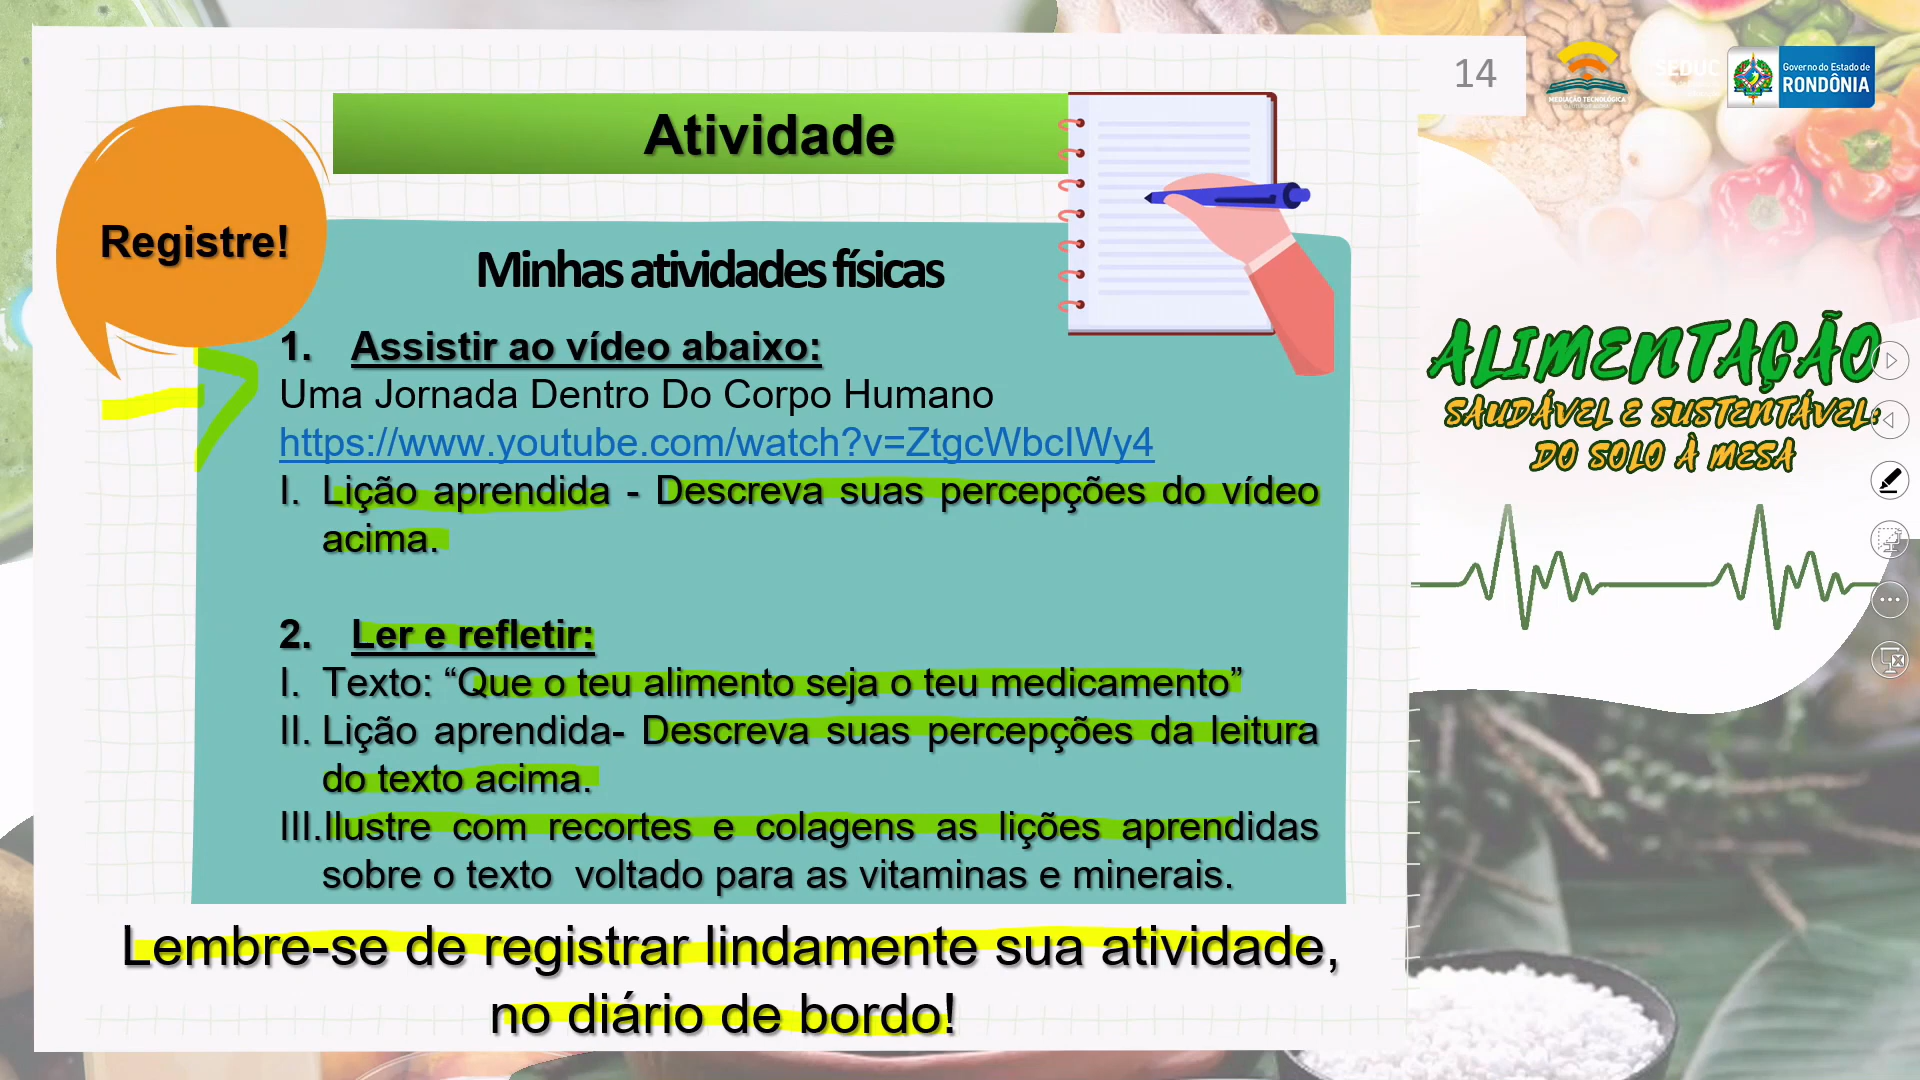 14
SEDUC
MEDIAÇÃO TECNOLÓGICA
Governo do Estado de
RONDÔNIA
Atividade
Registre!
Minhas atividades físicas
1. Assistir ao vídeo abaixo:
Uma Jornada Dentro Do Corpo Humano
https://www.youtube.com/watch?v=ZtgcWbcIWy4
I. Lição aprendida - Descreva suas percepções do vídeo
acima.
2. Ler e refletir:
I. Texto: “Que o teu alimento seja o teu medicamento”
II. Lição aprendida- Descreva suas percepções da leitura
do texto acima.
III.Ilustre com recortes e colagens as lições aprendidas
sobre o texto  voltado para as vitaminas e minerais.
Lembre-se de registrar lindamente sua atividade,
no diário de bordo!
ALIMENTAÇÃO
SAUDÁVEL E SUSTENTÁVEL:
DO SOLO À MESA